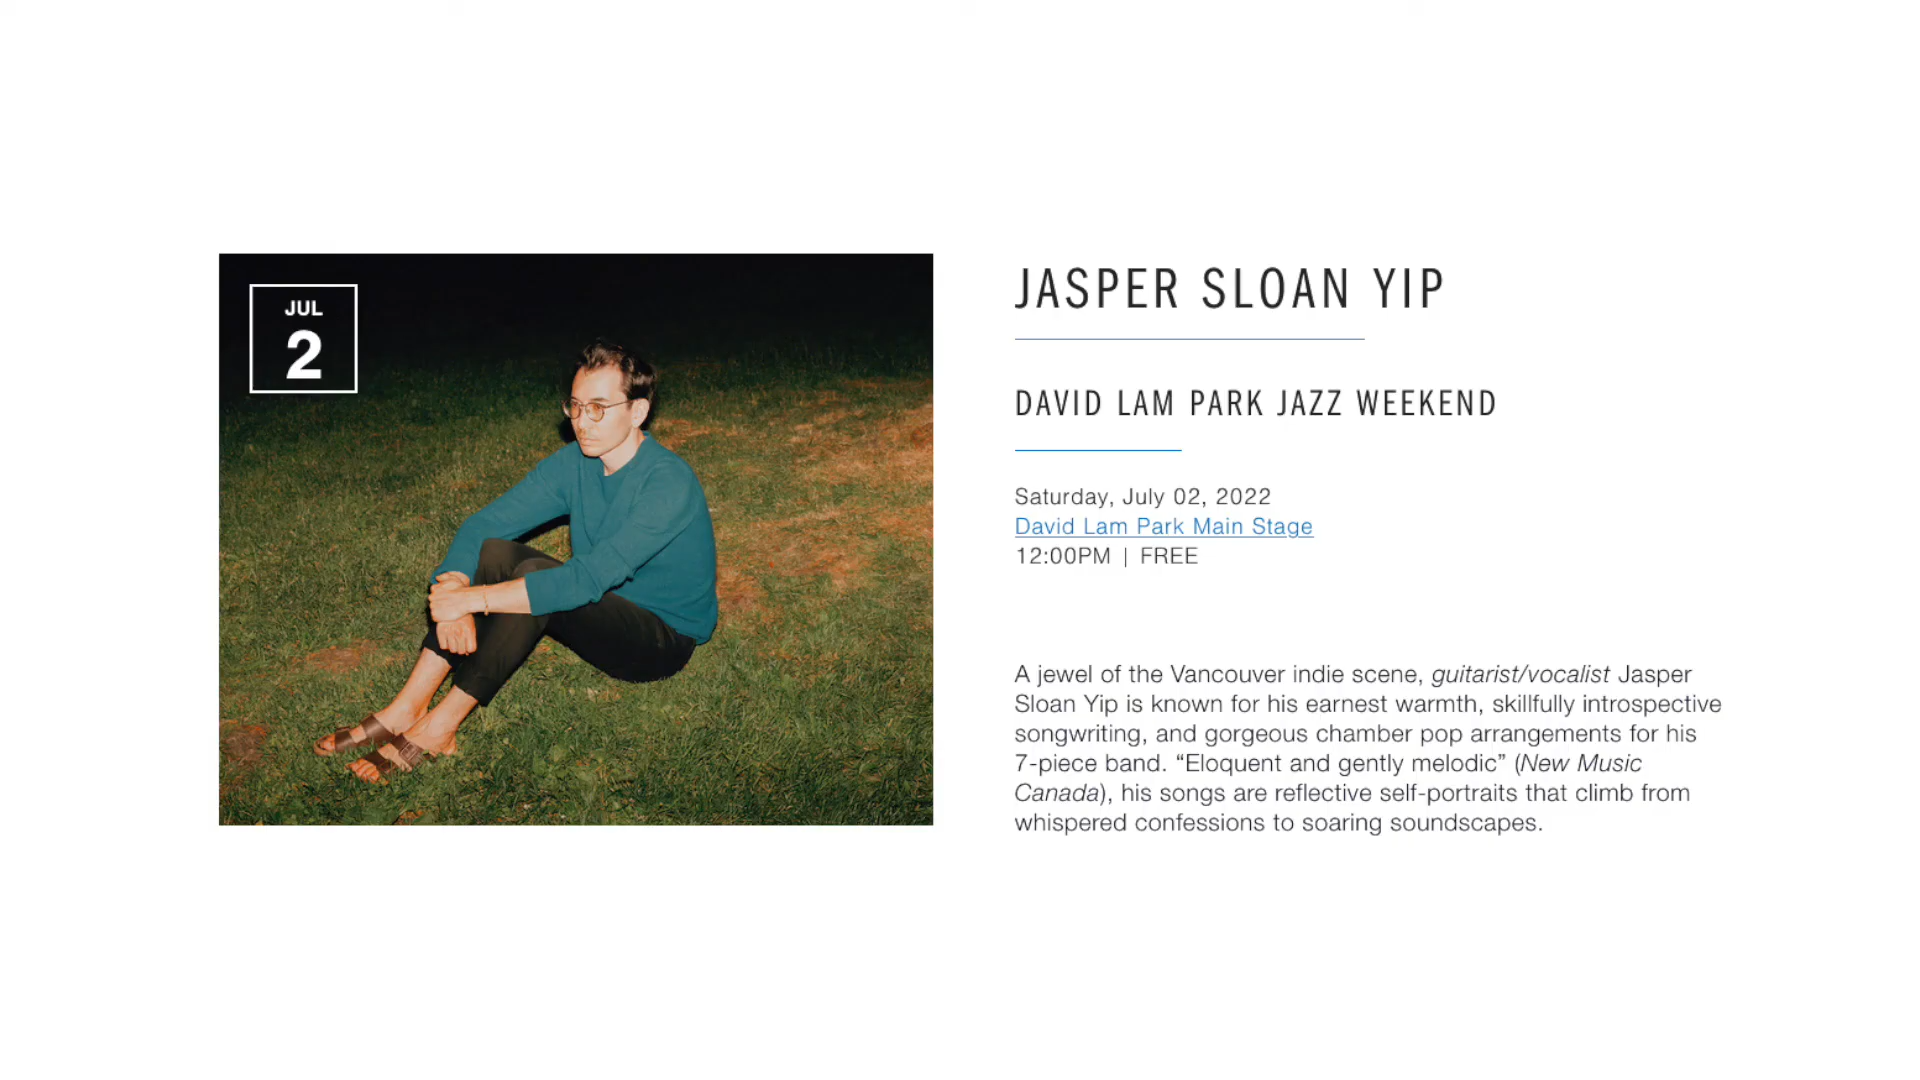 JUL
2
JASPER SLOAN YIP
DAVID LAM PARK JAZZ WEEKEND
Saturday, July 02, 2022
David Lam Park Main Stage
12:00PM | FREE
A jewel of the Vancouver indie scene, guitarist/vocalist Jasper
Sloan Yip is known for his earnest warmth, skillfully introspective
songwriting, and gorgeous chamber pop arrangements for his
7-piece band. “Eloquent and gently melodic” (New Music
Canada), his songs are reflective self-portraits that climb from
whispered confessions to soaring soundscapes.